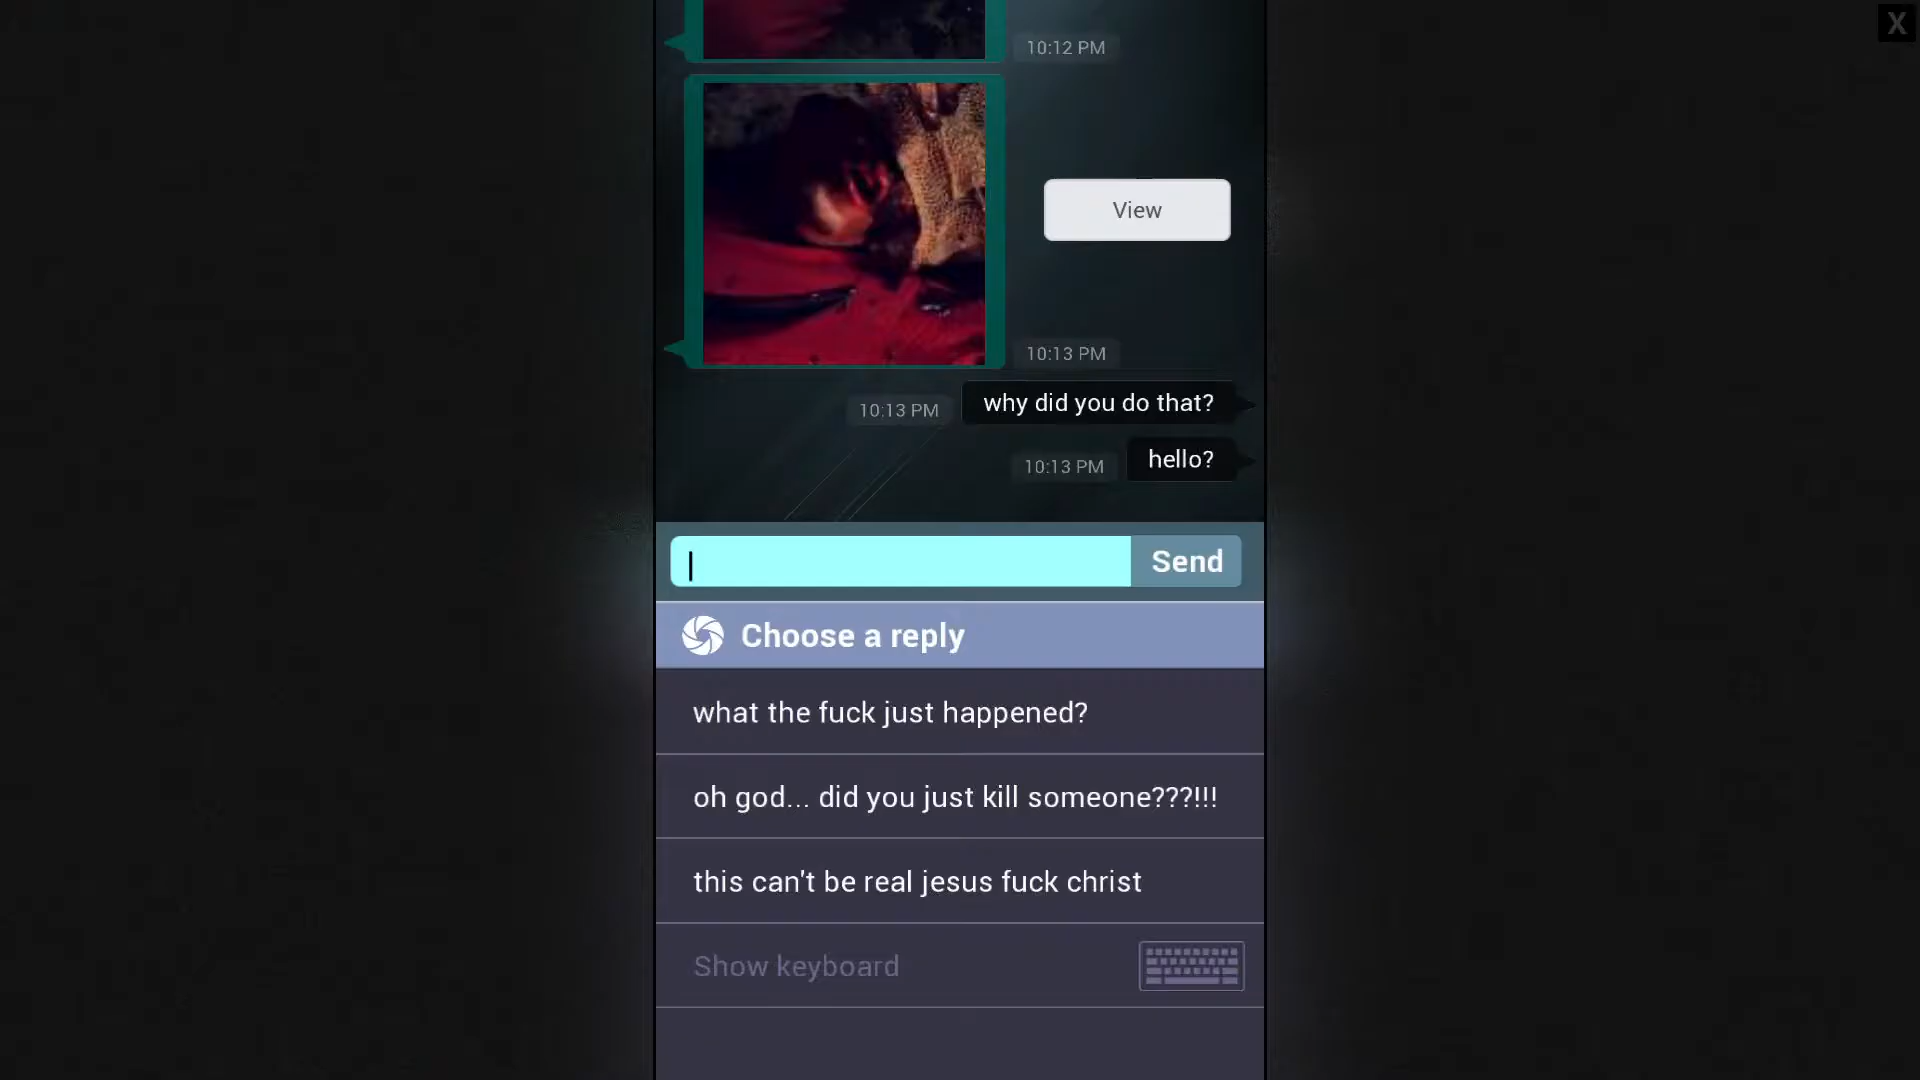 X
10:12 PM
View
10:13 PM
10:13 PM why did you do that?
10:13 PM hello?
Send
Choose a reply
what the fuck just happened?
oh god... did you just kill someone???!!!
this can't be real jesus fuck christ
Show keyboard